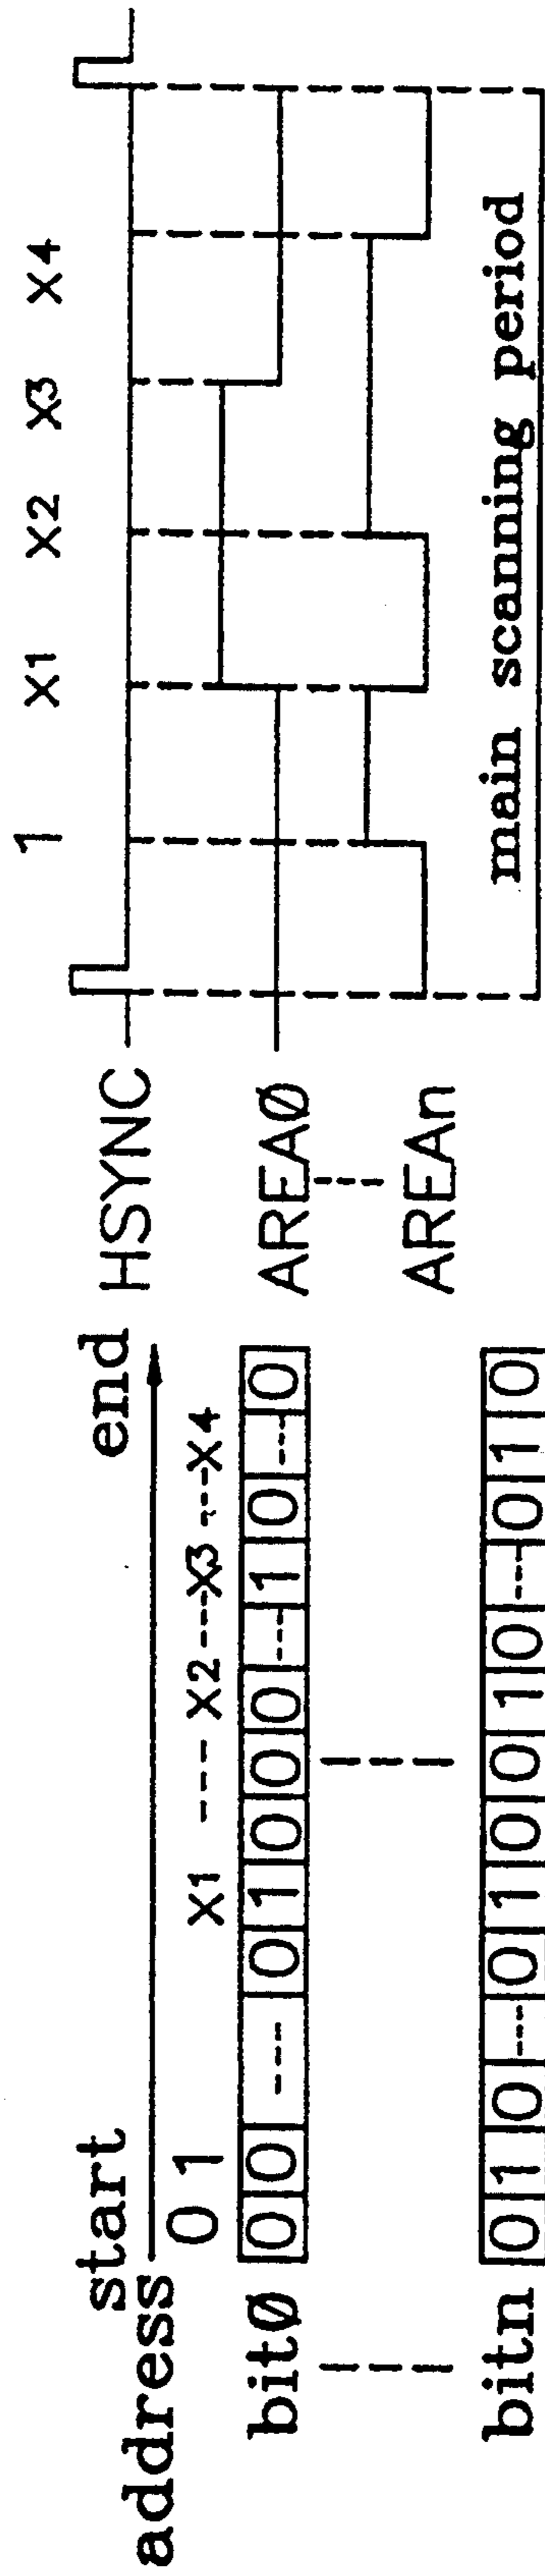 start end
address
0 1 X1 --- X2 ---X3 ---X4
bitØ 0 0 ---- 0 1 0 0 0 --- 1 0 --- 0
bitn 0 1 0 --- 0 1 0 0 1 0 --- 0 1 0
1 X1 X2 X3 X4
HSYNC
AREAØ
AREAn
main scanning period